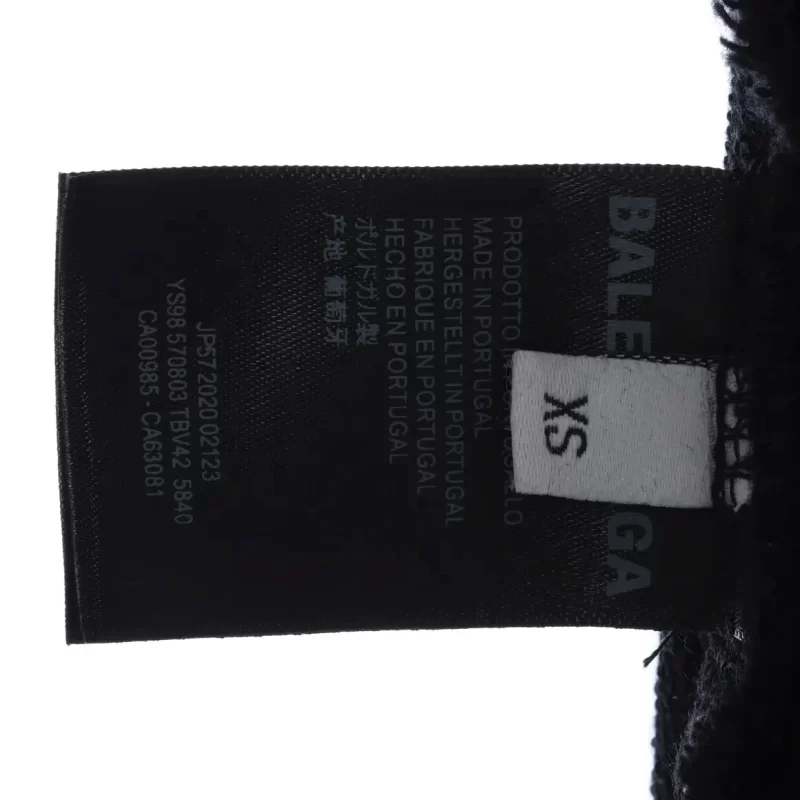 BALE GA
XS
PRODOTTO
MADE IN PORTUGAL
HERGESTELLT IN PORTUGAL
FABRIQUE EN PORTUGAL
HECHO EN PORTUGAL
ポルトガル製
产地 葡萄牙
JP57 2020 02123
YS98 570803 TBV42 5840
CA00985 - CA63081